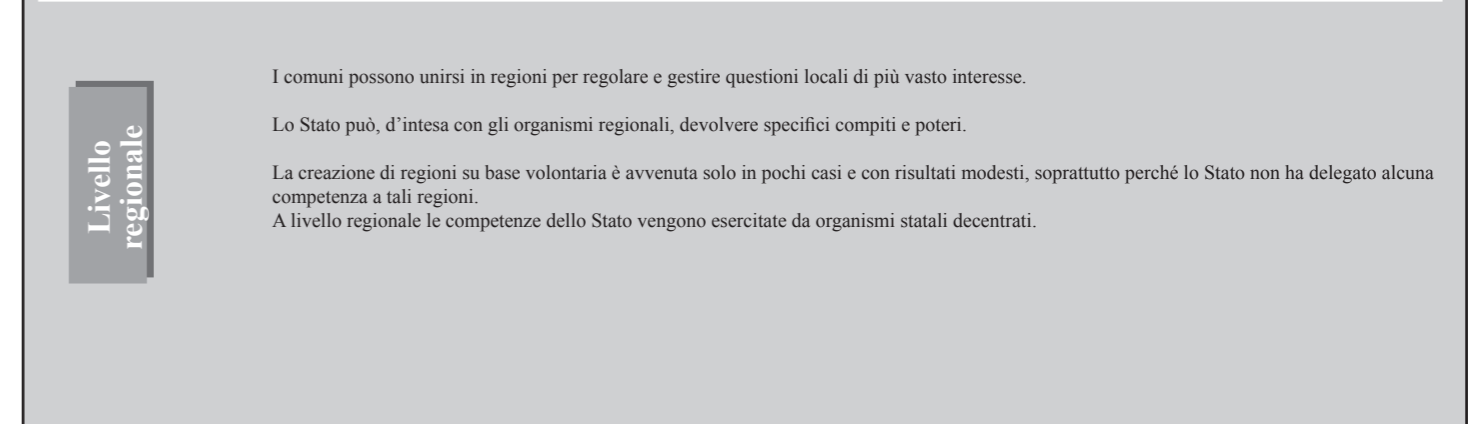 Livello
regionale
I comuni possono unirsi in regioni per regolare e gestire questioni locali di più vasto interesse.
Lo Stato può, d'intesa con gli organismi regionali, devolvere specifici compiti e poteri.
La creazione di regioni su base volontaria è avvenuta solo in pochi casi e con risultati modesti, soprattutto perché lo Stato non ha delegato alcuna
competenza a tali regioni.
A livello regionale le competenze dello Stato vengono esercitate da organismi statali decentrati.